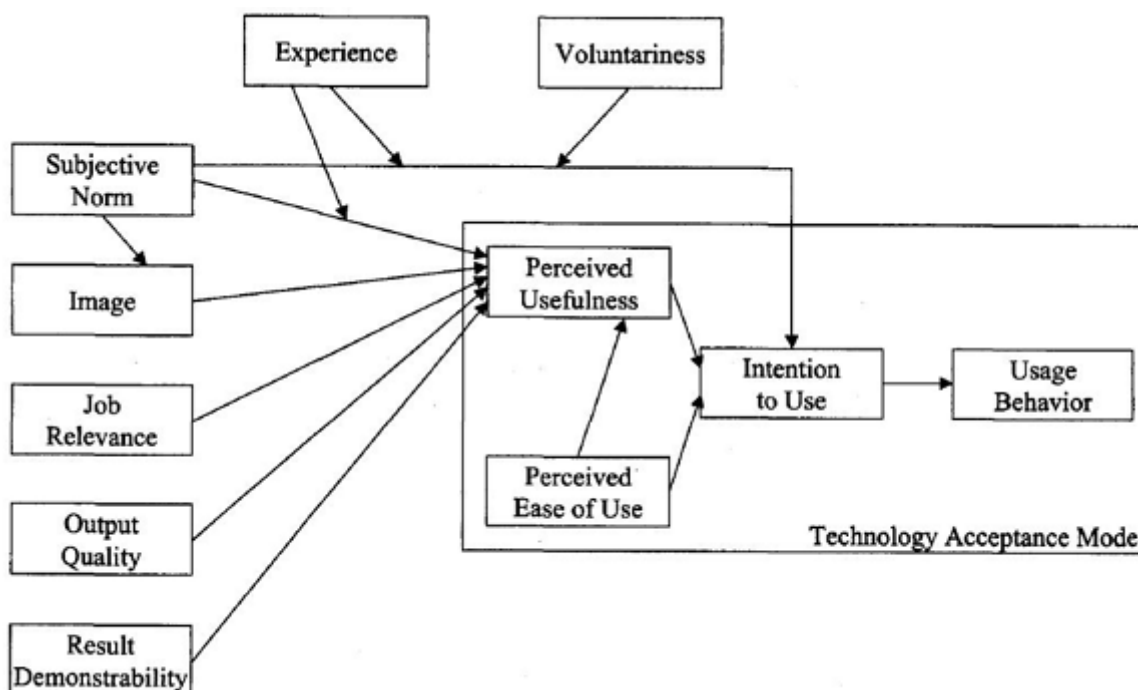 Experience
Voluntariness
Subjective
Norm
Image
Job
Relevance
Output
Quality
Result
Demonstrability
Perceived
Usefulness
Perceived
Ease of Use
Intention
to Use
Usage
Behavior
Technology Acceptance Mode